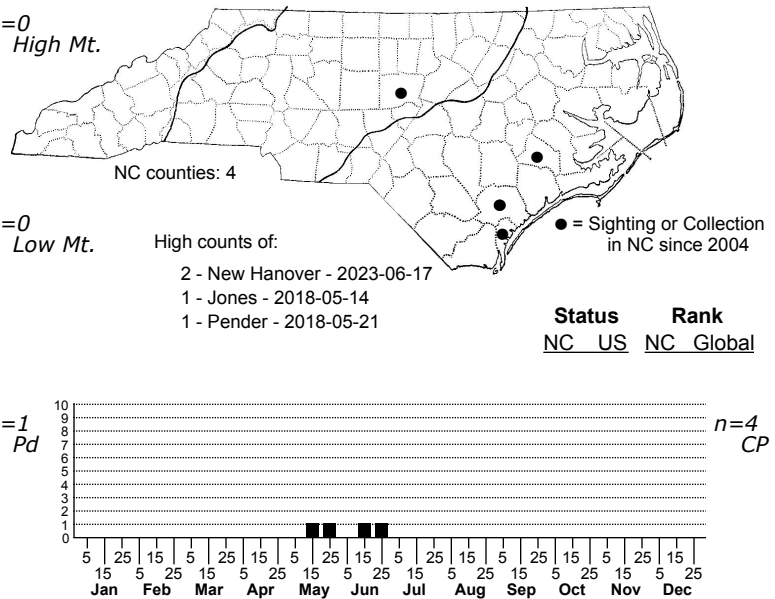 =0
High Mt.
NC counties: 4
=0
Low Mt.
High counts of:
2 - New Hanover - 2023-06-17
1 - Jones - 2018-05-14
1 - Pender - 2018-05-21
= Sighting or Collection
in NC since 2004
Status Rank
NC US NC Global
=1
Pd
n=4
CP
10
9
8
7
6
5
4
3
2
1
0
5 25 5 25 5 25 5 25 5 25 5 25
15 15 15 15 15 15
5 25 5 25 5 25 5 25 5 25 5 25
15 15 15 15 15 15
Jan Feb Mar Apr May Jun Jul Aug Sep Oct Nov Dec